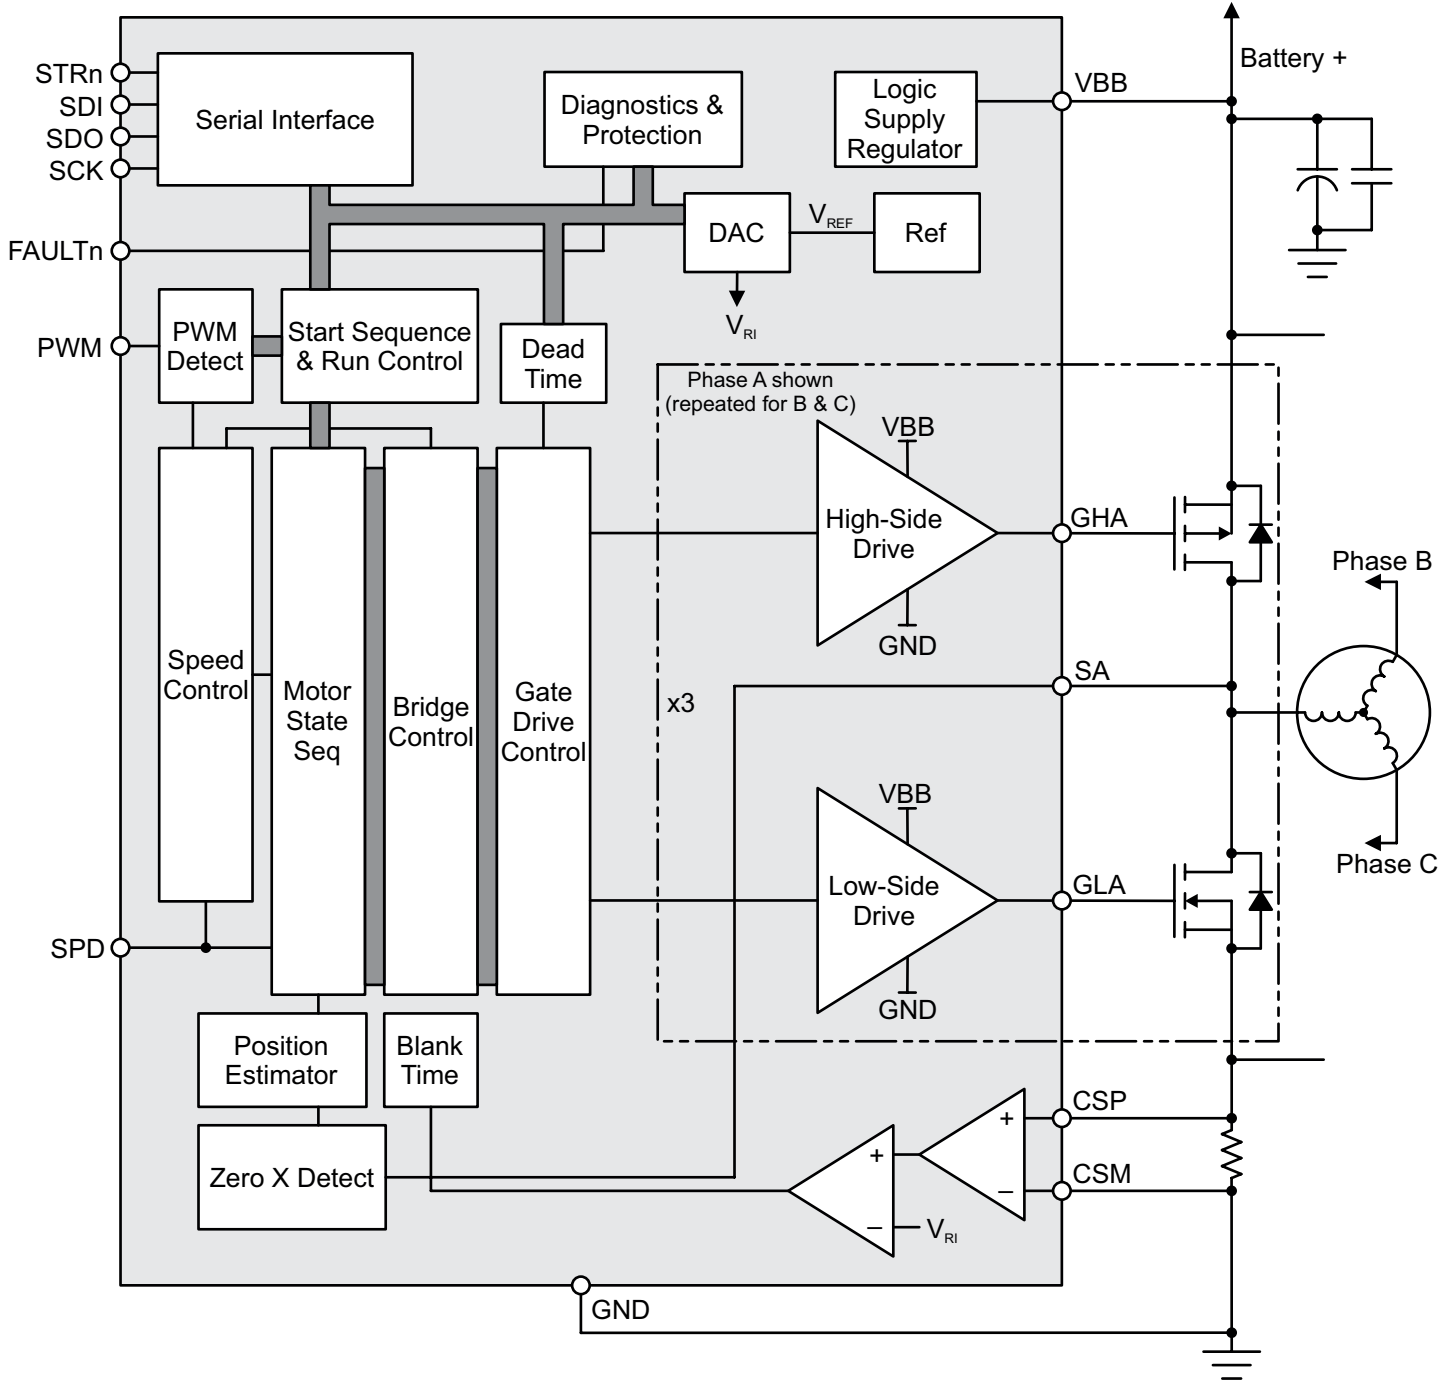 STRn
SDI
SDO
SCK
Serial Interface
Diagnostics &
Protection
Logic
Supply
Regulator
VBB
Battery +
FAULTn
DAC
VREF
Ref
VRI
PWM
PWM
Detect
Start Sequence
& Run Control
Dead
Time
Phase A shown
(repeated for B & C)
VBB
High-Side
Drive
GND
GHA
Phase B
Speed
Control
Motor
State
Seq
Bridge
Control
Gate
Drive
Control
x3
SA
VBB
Low-Side
Drive
GND
GLA
Phase C
SPD
Position
Estimator
Blank
Time
Zero X Detect
+
–
VRI
+
–
CSP
CSM
GND